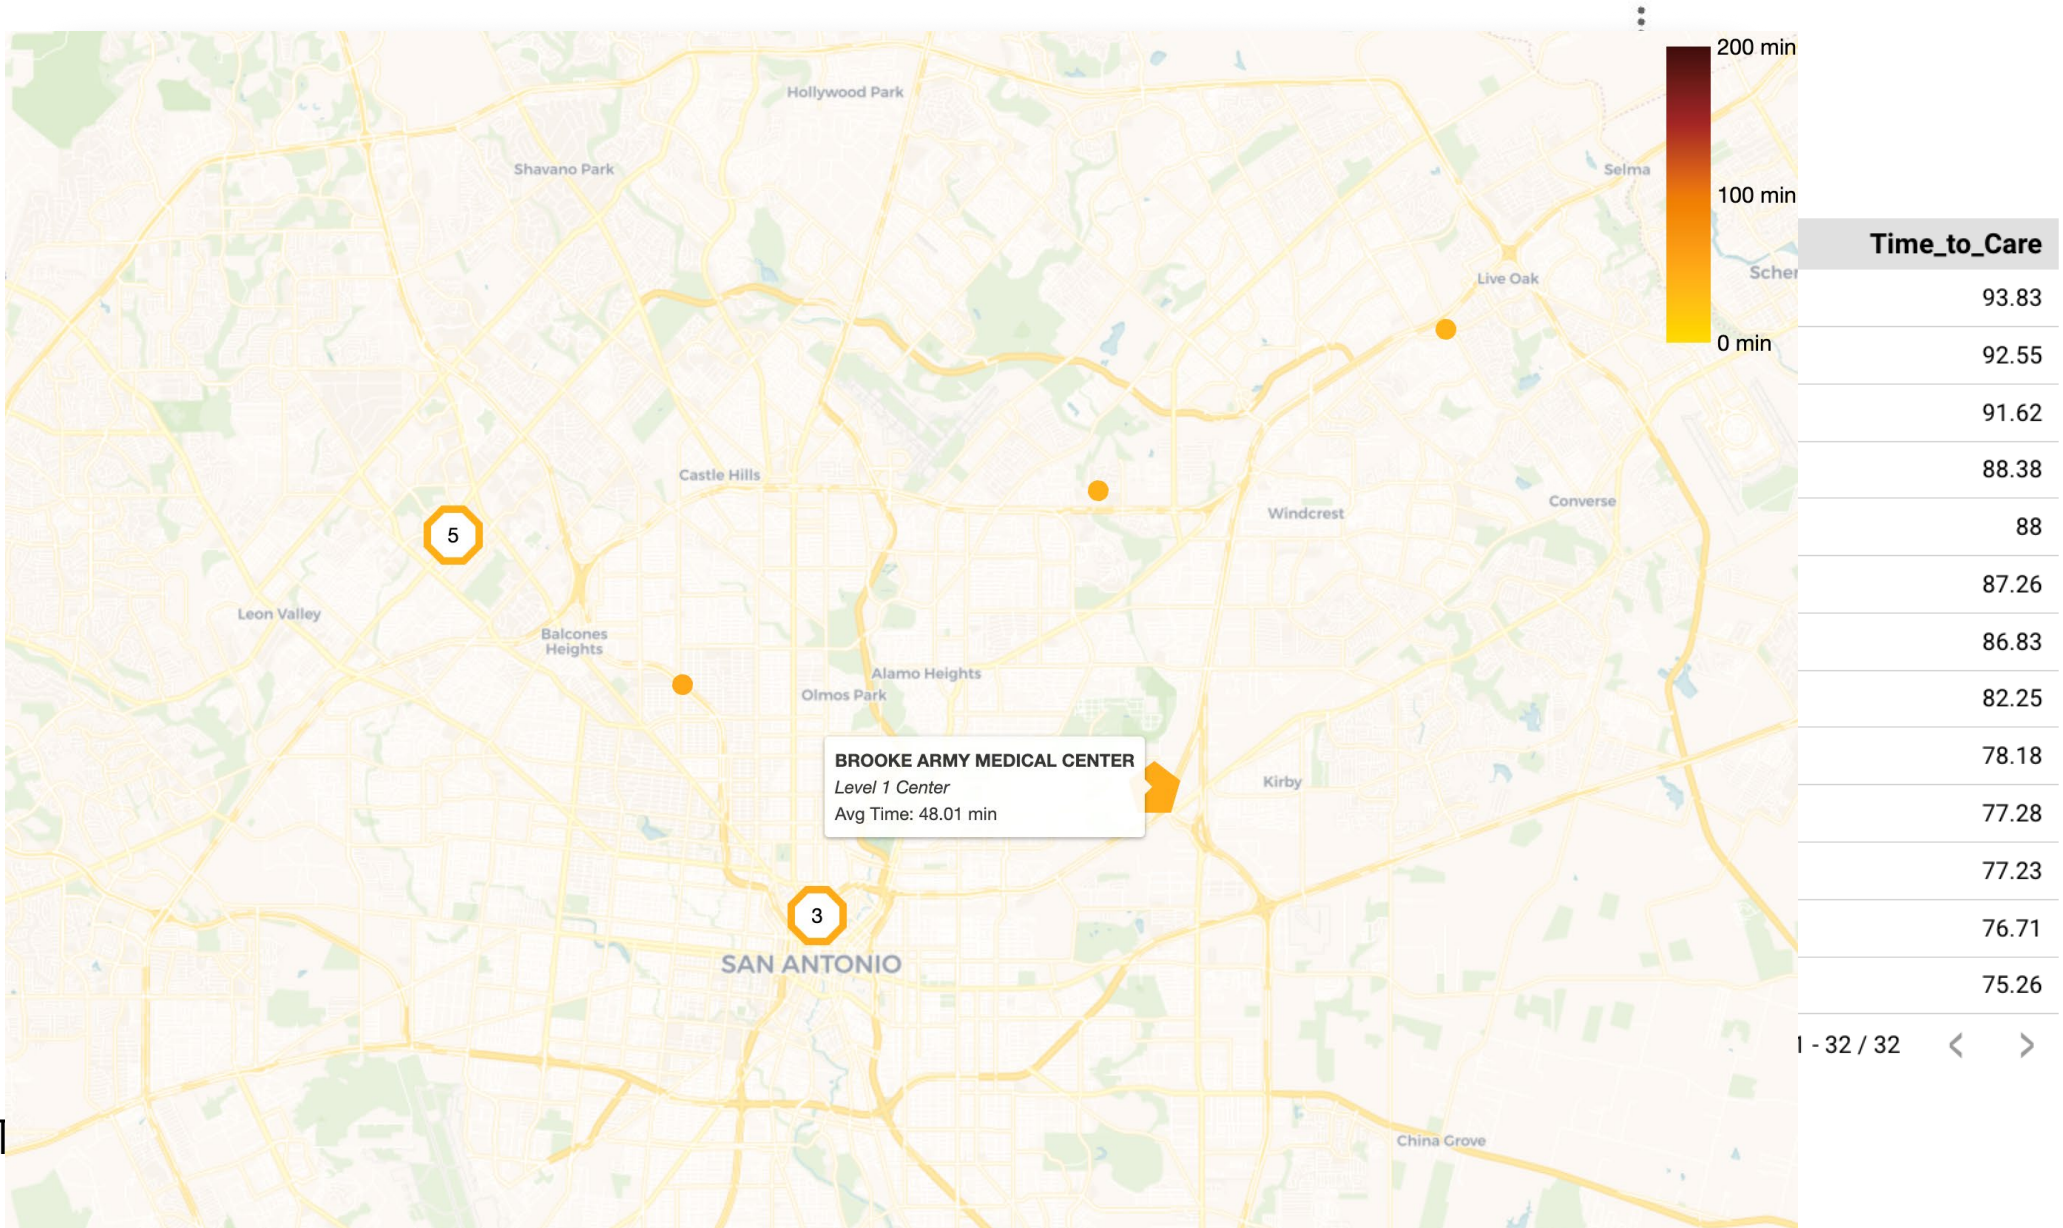 200 min
Hollywood Park
Shavano Park
Selma
100 min
Time_to_Care
Live Oak
Scher
93.83
0 min
92.55
91.62
Castle Hills
88.38
Converse
Windcrest
5
88
87.26
Leon Valley
Balcones
Heights
86.83
Alamo Heights
Olmos Park
82.25
BROOKE ARMY MEDICAL CENTER
Level 1 Center
Avg Time: 48.01 min
78.18
Kirby
77.28
77.23
3
76.71
SAN ANTONIO
75.26
1 - 32 / 32
China Grove